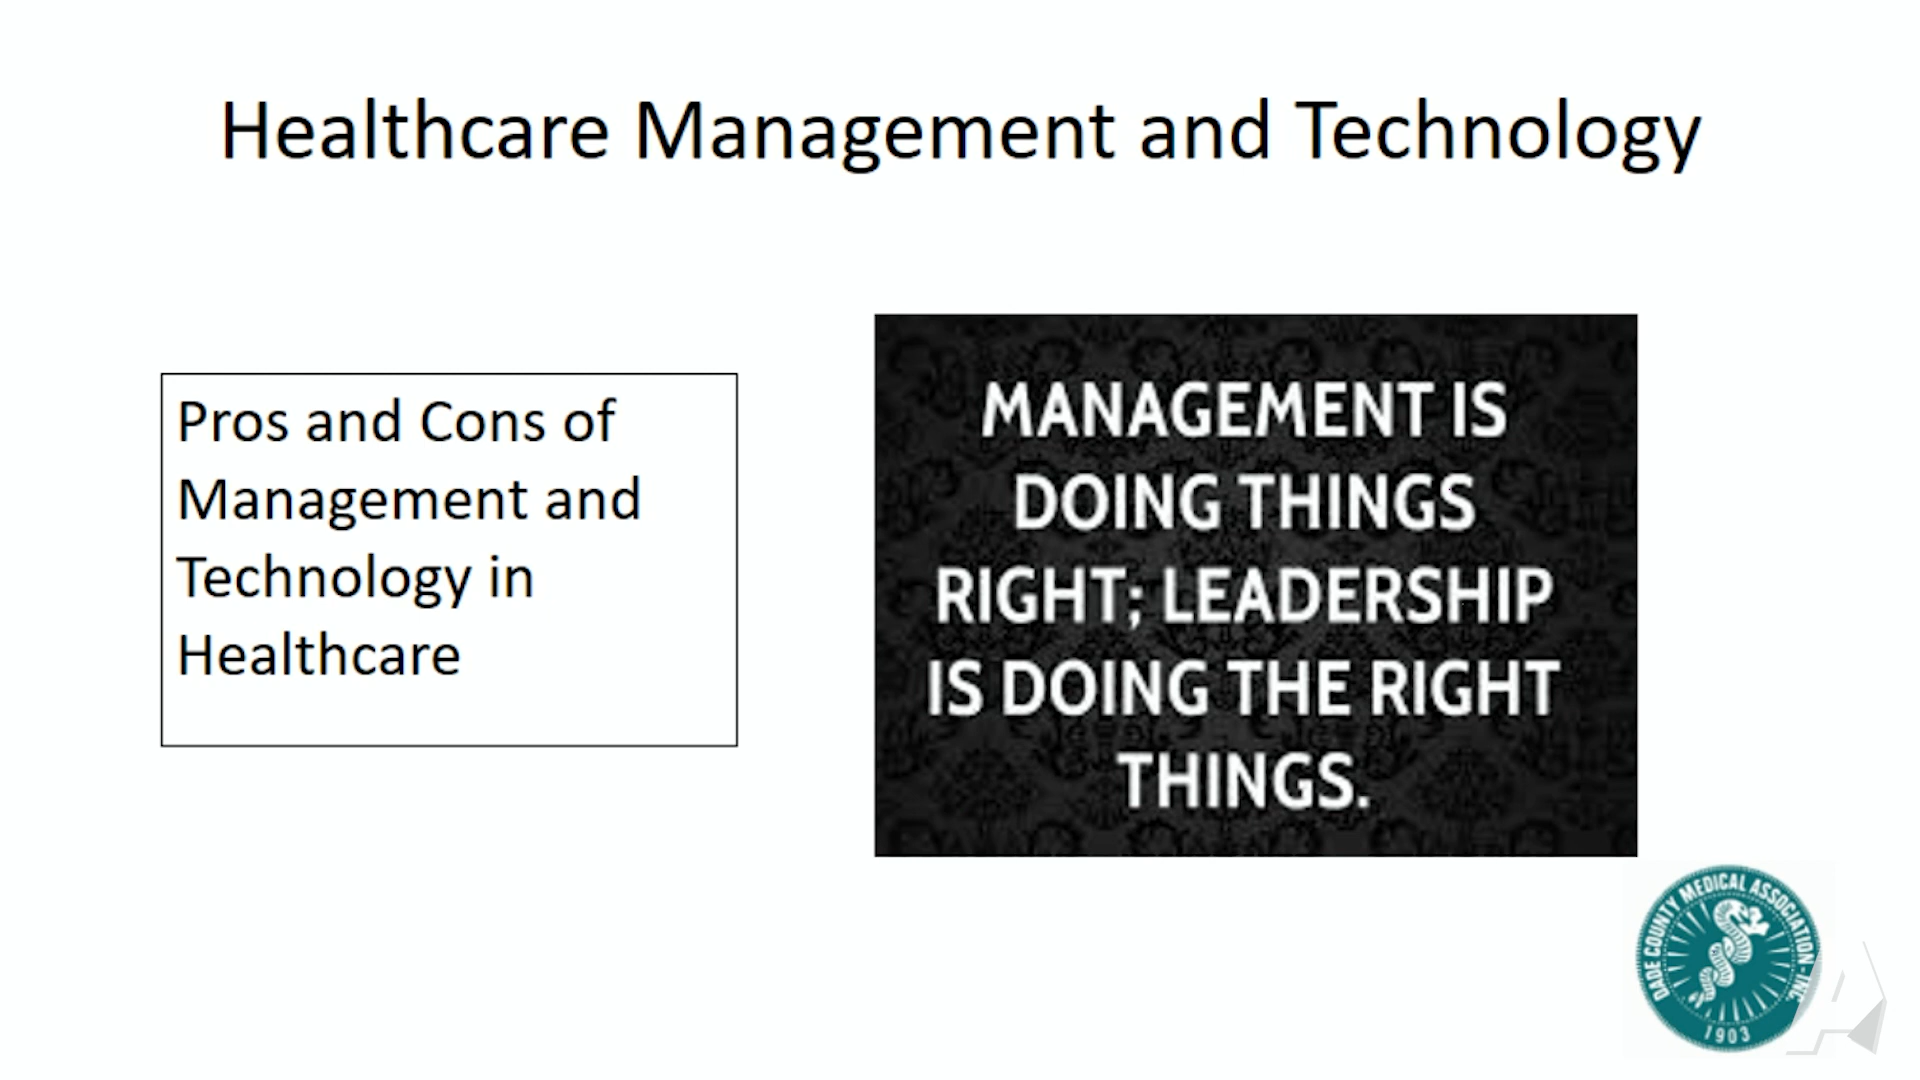 Healthcare Management and Technology
Pros and Cons of
Management and
Technology in
Healthcare
MANAGEMENT IS
DOING THINGS
RIGHT; LEADERSHIP
IS DOING THE RIGHT
THINGS.
DADE COUNTY MEDICAL ASSOCIATION - INC.
1903
A